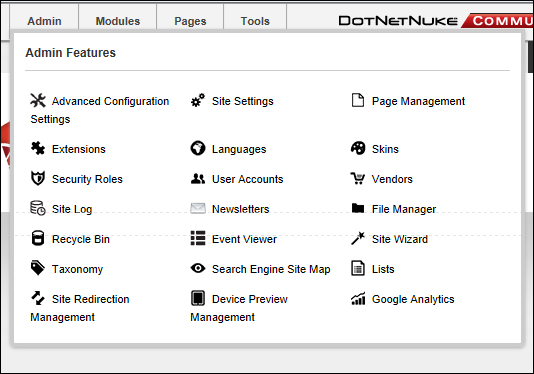 Admin Modules Pages Tools DOTNETNUKE COMMU
Admin Features
Advanced Configuration Settings
Site Settings
Page Management
Extensions
Languages
Skins
Security Roles
User Accounts
Vendors
Site Log
Newsletters
File Manager
Recycle Bin
Event Viewer
Site Wizard
Taxonomy
Search Engine Site Map
Lists
Site Redirection Management
Device Preview Management
Google Analytics